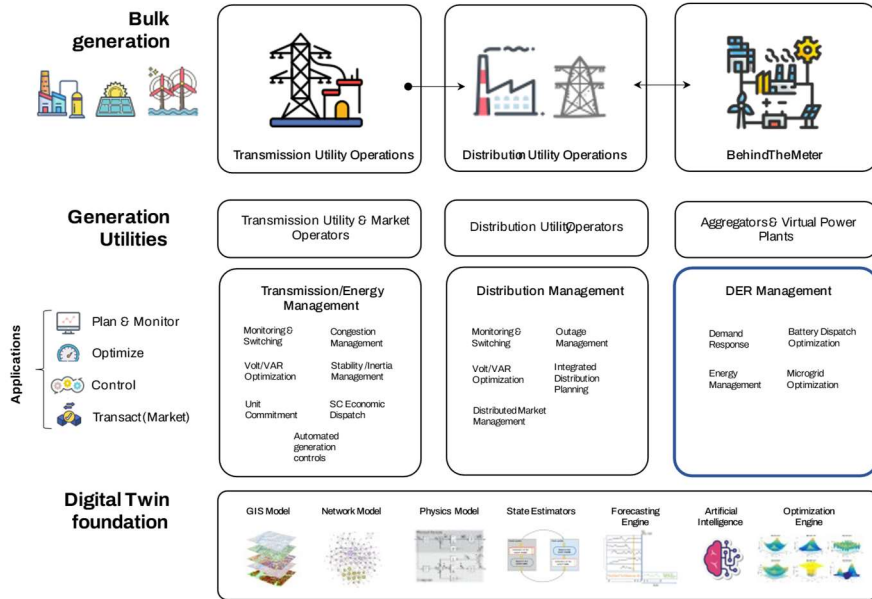 Bulk
generation
Transmission Utility Operations
Distribution Utility Operations
BehindTheMeter
Generation
Utilities
Transmission Utility & Market
Operators
Distribution Utility Operators
Aggregators & Virtual Power
Plants
Applications
Plan & Monitor
Optimize
Control
Transact (Market)
Transmission/Energy
Management
Monitoring &
Switching
Congestion
Management
Volt/VAR
Optimization
Stability /Inertia
Management
Unit
Commitment
SC Economic
Dispatch
Automated
generation
controls
Distribution Management
Monitoring &
Switching
Outage
Management
Volt/VAR
Optimization
Integrated
Distribution
Planning
Distributed Market
Management
DER Management
Demand
Response
Battery Dispatch
Optimization
Energy
Management
Microgrid
Optimization
Digital Twin
foundation
GIS Model
Network Model
Physics Model
State Estimators
Forecasting
Engine
Artificial
Intelligence
Optimization
Engine